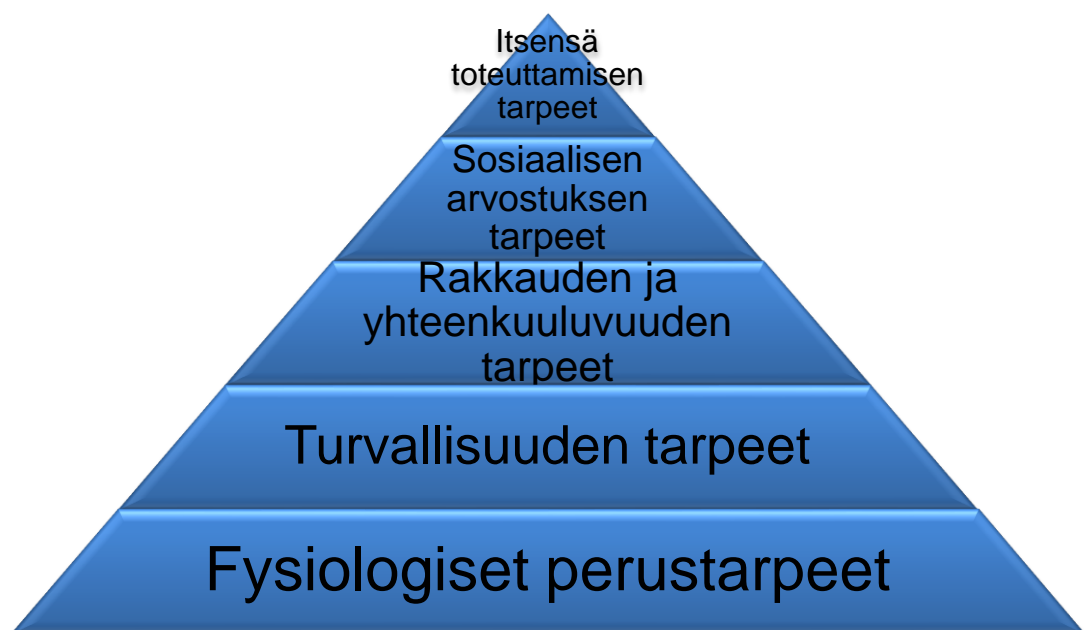 Itsensä
toteuttamisen
tarpeet
Sosiaalisen
arvostuksen
tarpeet
Rakkauden ja
yhteenkuuluvuuden
tarpeet
Turvallisuuden tarpeet
Fysiologiset perustarpeet